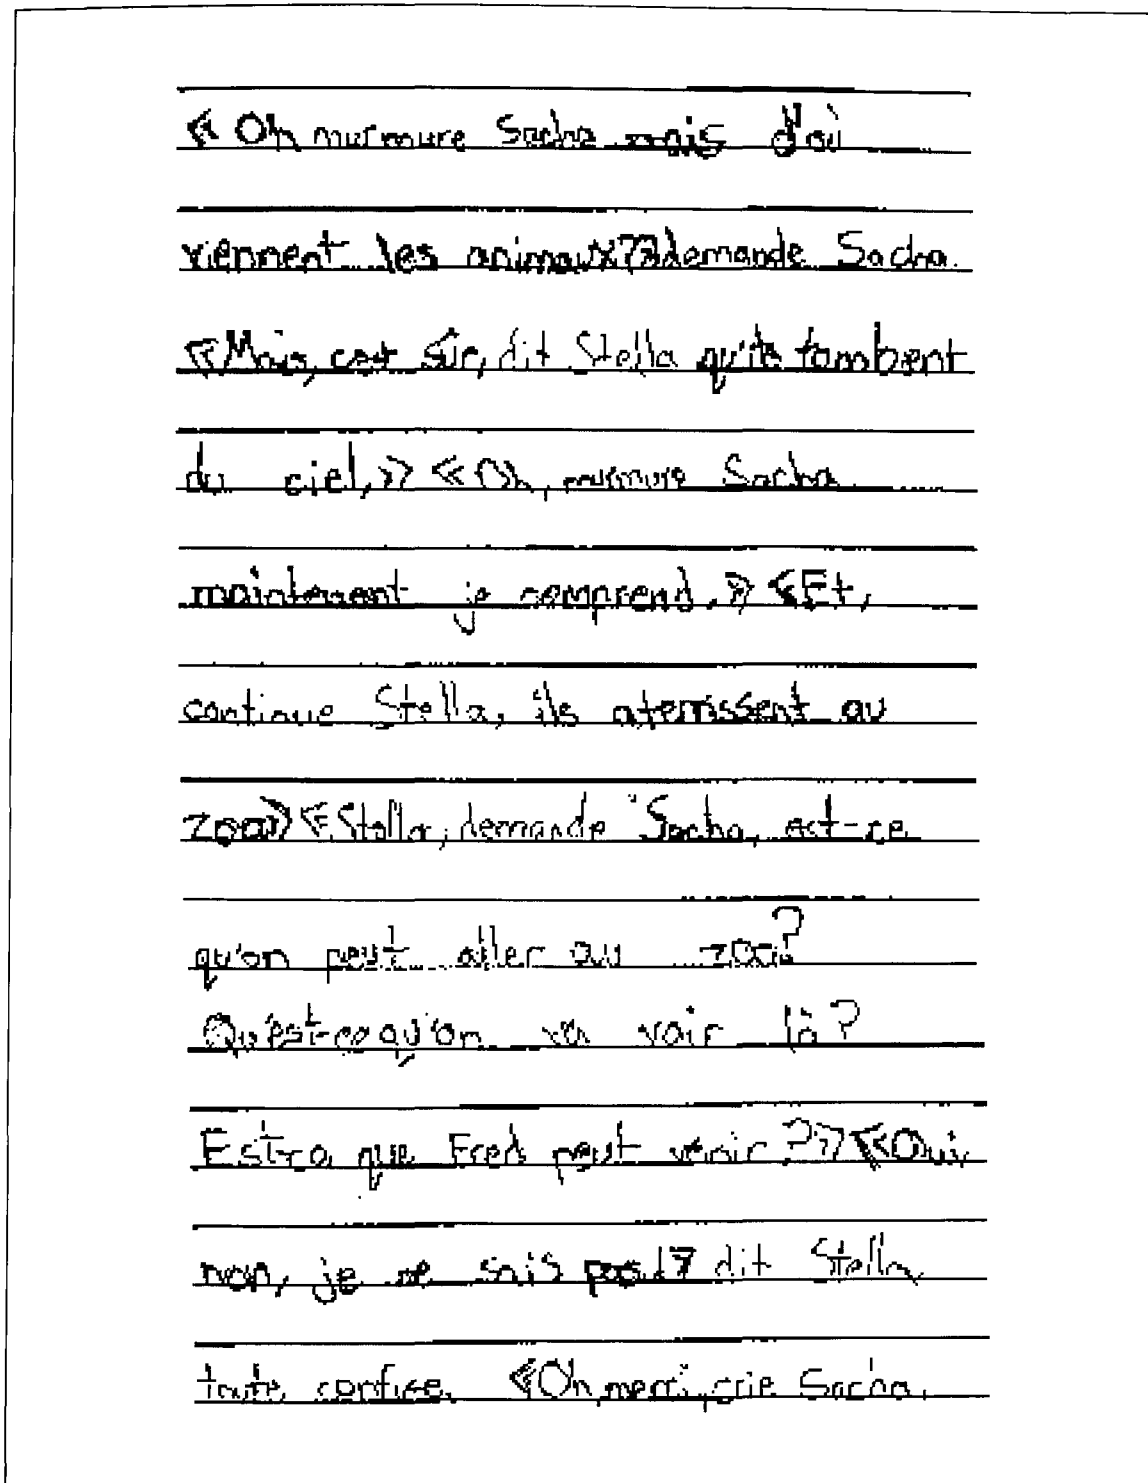 « Oh murmure Sacha mais d'où
viennent les animaux?» demande Sacha.
«Mais, c'est sûr, dit Stella qu'ils tombent
du ciel,» «Oh, murmure Sacha
maintenant je comprend.» «Et,
continue Stella, ils aterrissent au
zoo» «Stella, demande Sacha, est-ce
qu'on peut aller au zoo?
Qu'est-ce qu'on va voir là?
Est-ce que Fred peut venir?» «Oui,
non, je ne sais pas!» dit Stella,
toute confuse. «Oh, merci, crie Sacha,